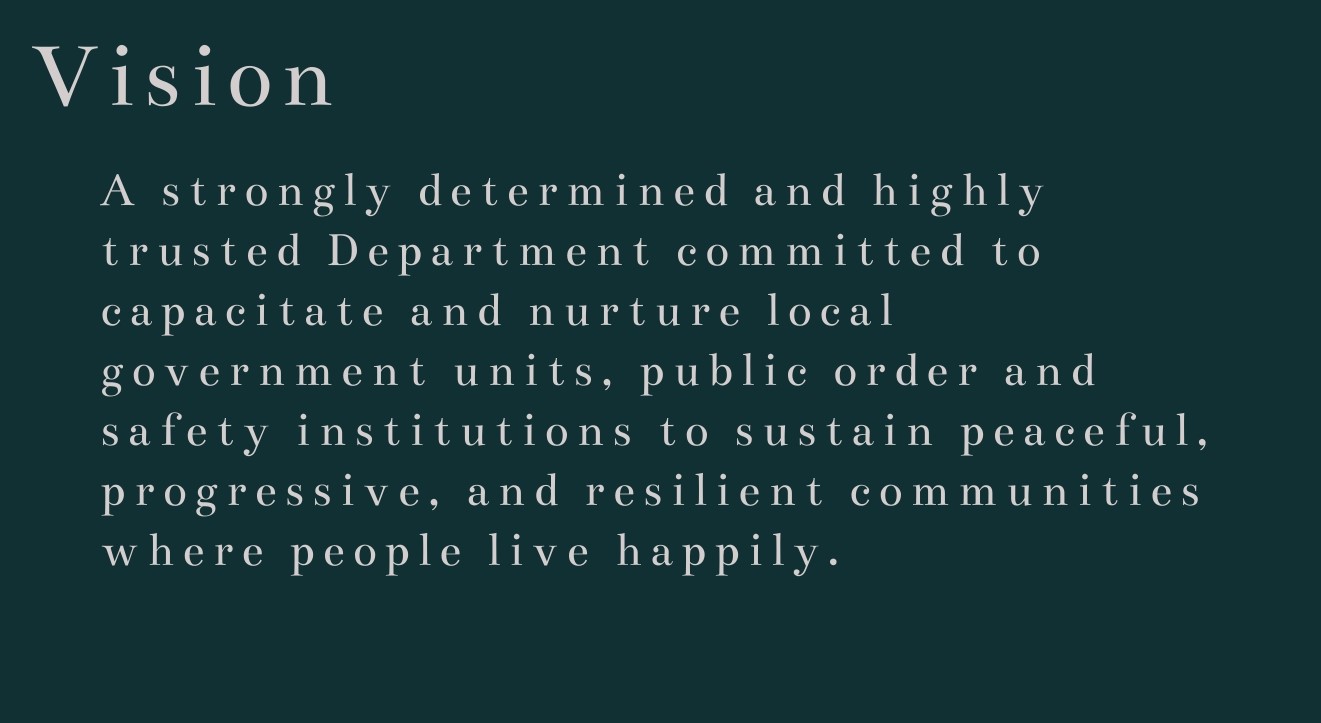 Vision
A strongly determined and highly
trusted Department committed to
capacitate and nurture local
government units, public order and
safety institutions to sustain peaceful,
progressive, and resilient communities
where people live happily.